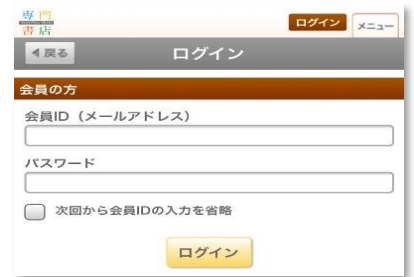 専門
書店
ログイン
メニュー
戻る
ログイン
会員の方
会員ID(メールアドレス)
パスワード
次回から会員IDの入力を省略
ログイン